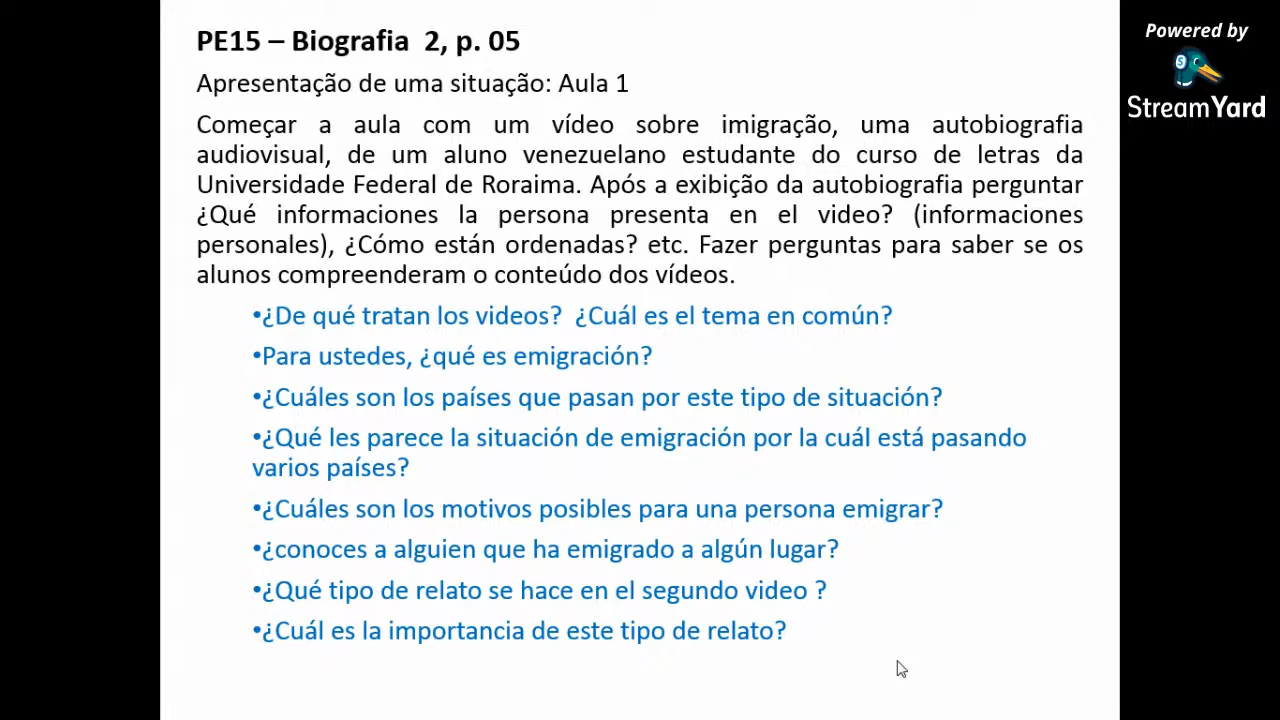 PE15 – Biografia 2, p. 05
Apresentação de uma situação: Aula 1
Começar a aula com um vídeo sobre imigração, uma autobiografia
audiovisual, de um aluno venezuelano estudante do curso de letras da
Universidade Federal de Roraima. Após a exibição da autobiografia perguntar
¿Qué informaciones la persona presenta en el video? (informaciones
personales), ¿Cómo están ordenadas? etc. Fazer perguntas para saber se os
alunos compreenderam o conteúdo dos vídeos.
•¿De qué tratan los videos? ¿Cuál es el tema en común?
•Para ustedes, ¿qué es emigración?
•¿Cuáles son los países que pasan por este tipo de situación?
•¿Qué les parece la situación de emigración por la cuál está pasando
varios países?
•¿Cuáles son los motivos posibles para una persona emigrar?
•¿conoces a alguien que ha emigrado a algún lugar?
•¿Qué tipo de relato se hace en el segundo video ?
•¿Cuál es la importancia de este tipo de relato?
Powered by
S
StreamYard